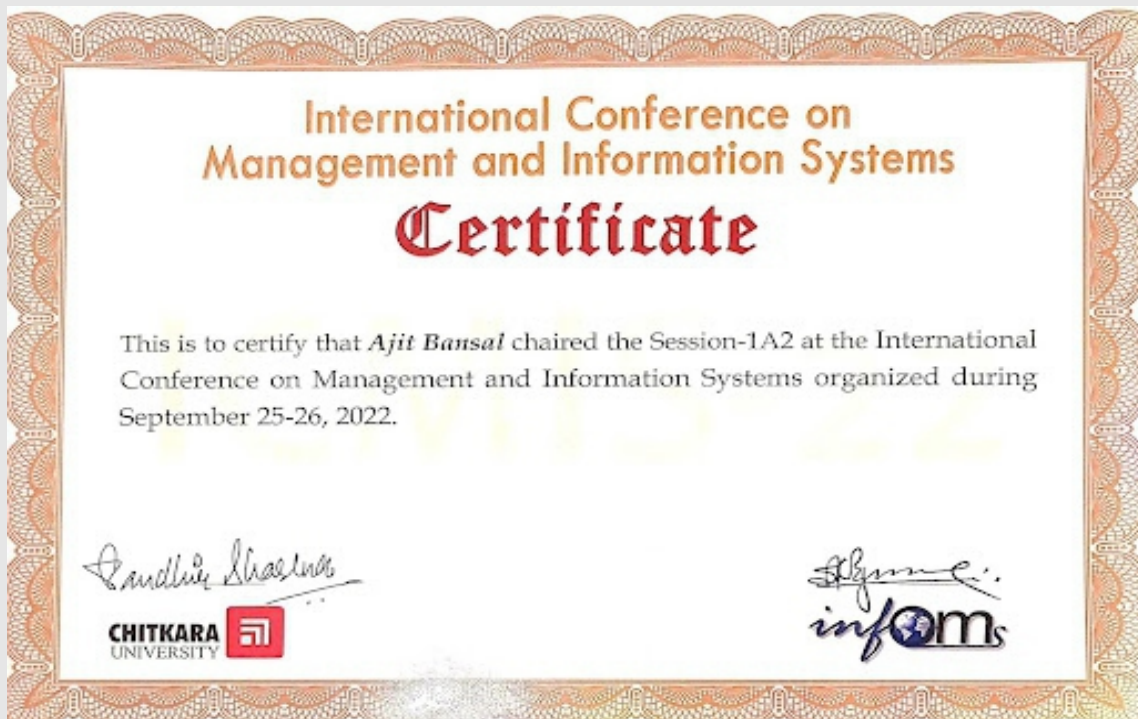 International Conference on
Management and Information Systems
Certificate
This is to certify that Ajit Bansal chaired the Session-1A2 at the International
Conference on Management and Information Systems organized during
September 25-26, 2022.
CHITKARA
UNIVERSITY
infoms